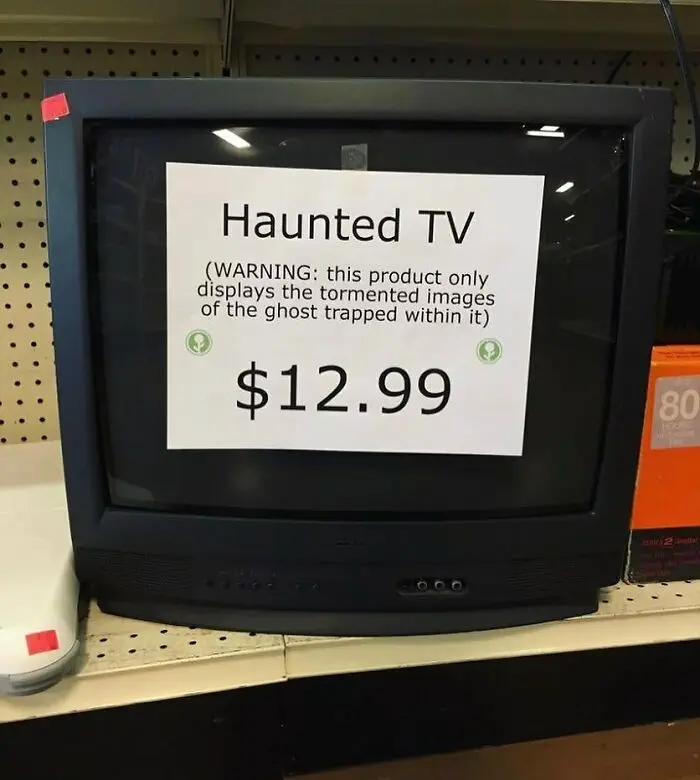 Haunted TV
(WARNING: this product only
displays the tormented images
of the ghost trapped within it)
$12.99
80